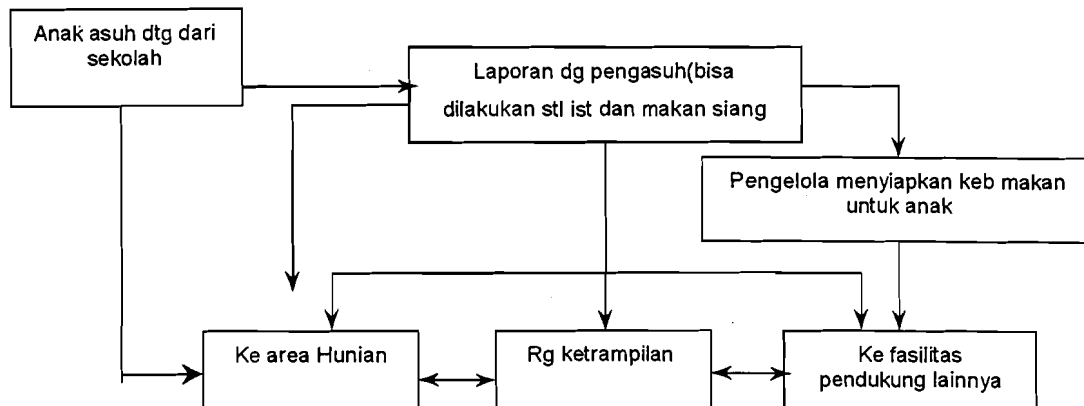 Anak asuh dtg dari
sekolah
Laporan dg pengasuh(bisa
dilakukan stl ist dan makan siang
Pengelola menyiapkan keb makan
untuk anak
Ke area Hunian
Rg ketrampilan
Ke fasilitas
pendukung lainnya